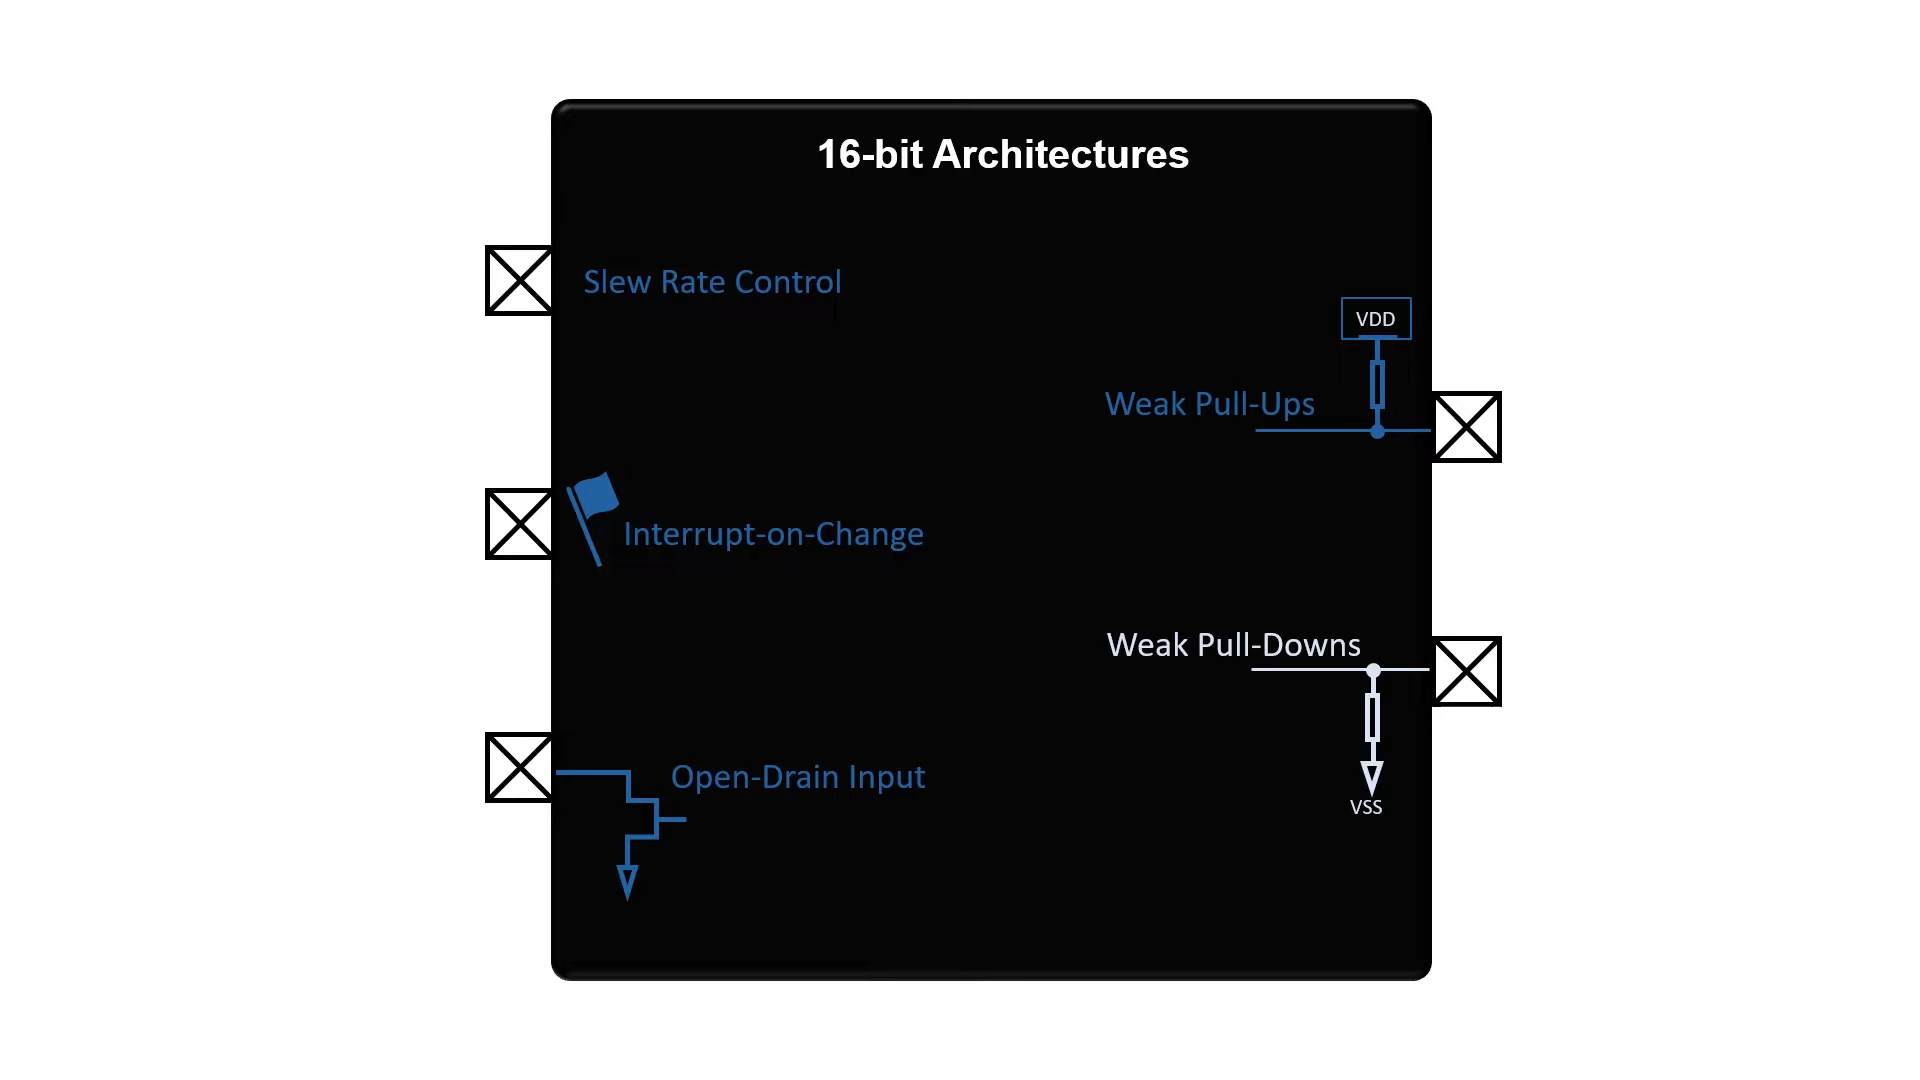 16-bit Architectures
Slew Rate Control
VDD
Weak Pull-Ups
Interrupt-on-Change
Weak Pull-Downs
Open-Drain Input
VSS